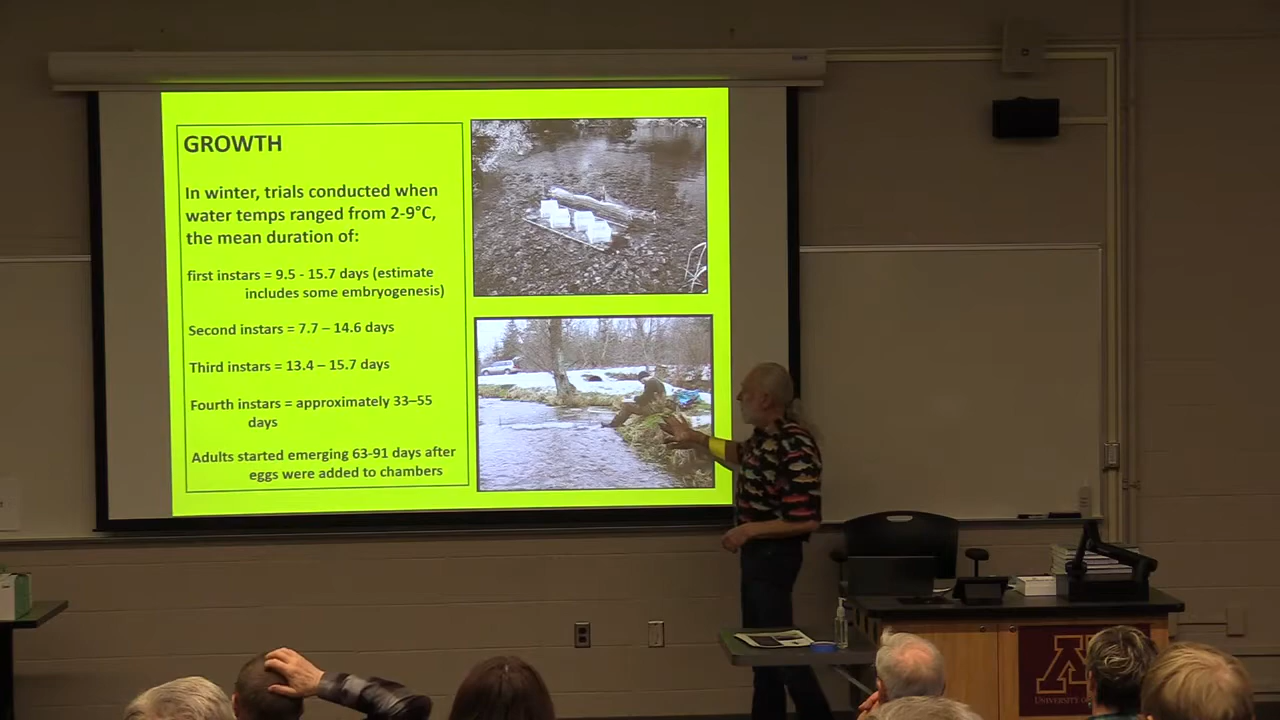 GROWTH
In winter, trials conducted when
water temps ranged from 2-9°C,
the mean duration of:
first instars = 9.5 - 15.7 days (estimate
includes some embryogenesis)
Second instars = 7.7 – 14.6 days
Third instars = 13.4 – 15.7 days
Fourth instars = approximately 33–55
days
Adults started emerging 63-91 days after
eggs were added to chambers
UNIVERSITY OF